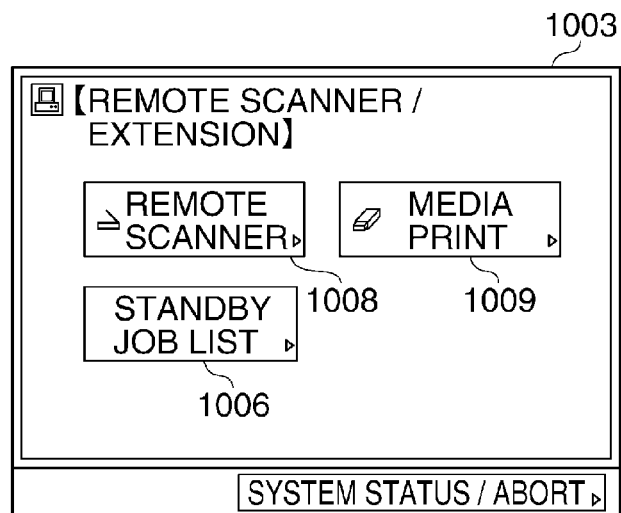 1003
【REMOTE SCANNER /
EXTENSION】
REMOTE
SCANNER
MEDIA
PRINT
1008
1009
STANDBY
JOB LIST
1006
SYSTEM STATUS / ABORT